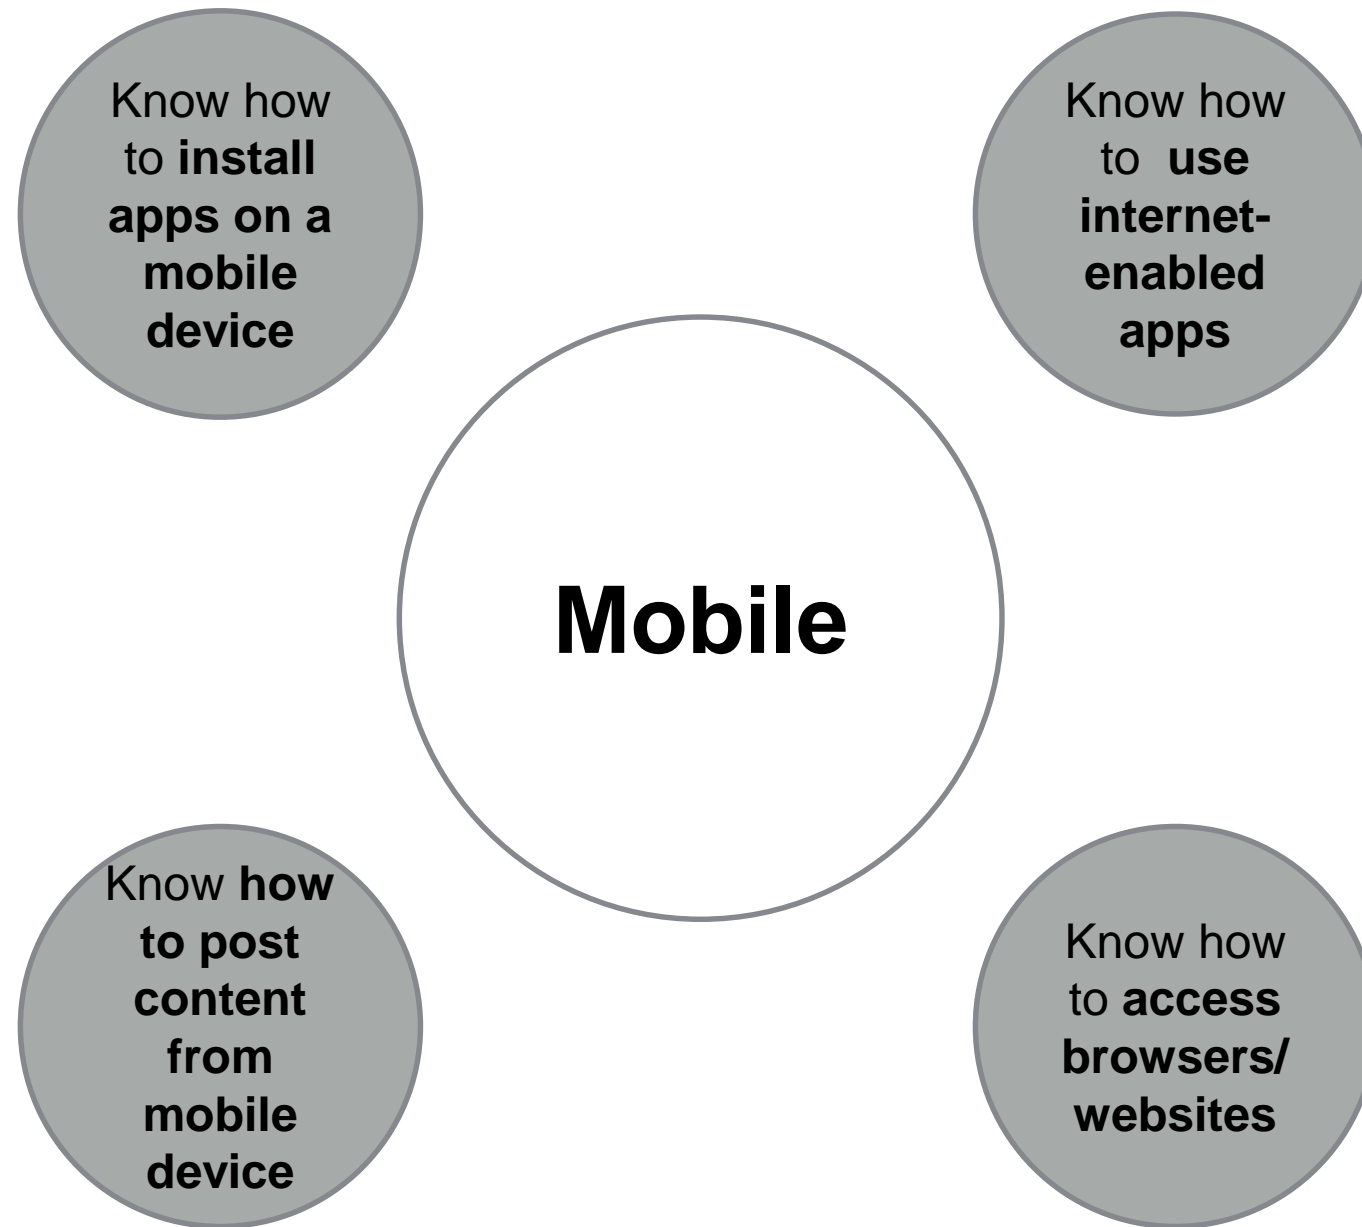 Know how
to install
apps on a
mobile
device
Know how
to use
internet-
enabled
apps
Mobile
Know how
to post
content
from
mobile
device
Know how
to access
browsers/
websites